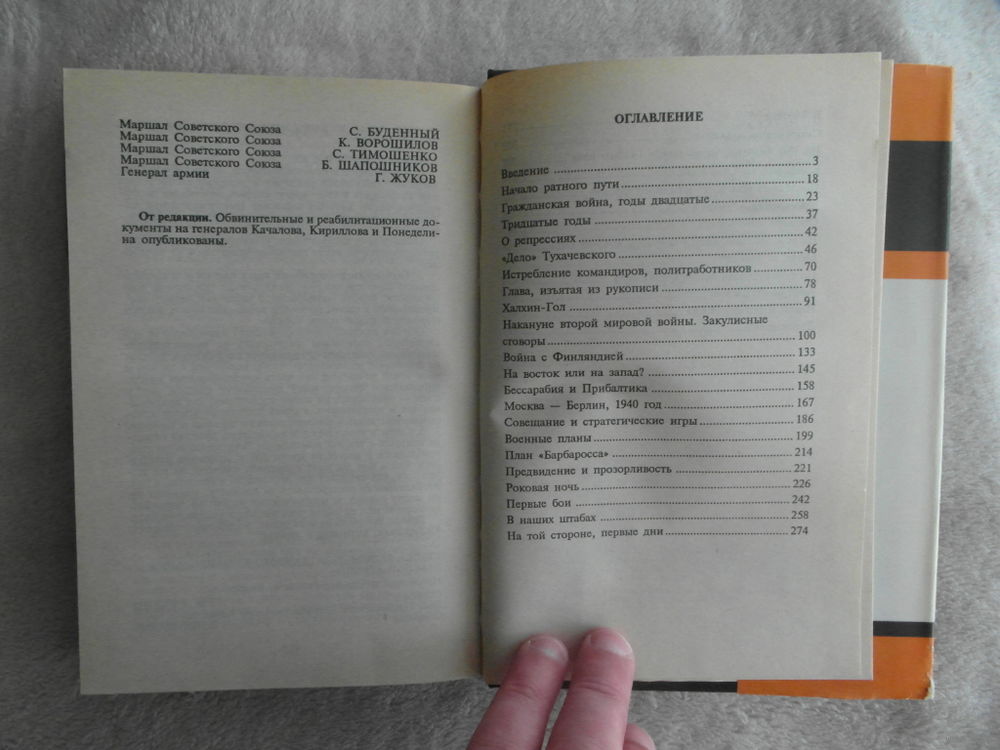 Маршал Советского Союза С. БУДЕННЫЙ
Маршал Советского Союза К. ВОРОШИЛОВ
Маршал Советского Союза С. ТИМОШЕНКО
Маршал Советского Союза Б. ШАПОШНИКОВ
Генерал армии Г. ЖУКОВ
От редакции. Обвинительные и реабилитационные до-
кументы на генералов Качалова, Кириллова и Понедели-
на опубликованы.
ОГЛАВЛЕНИЕ
Введение 3
Начало ратного пути 18
Гражданская война, годы двадцатые 23
Тридцатые годы 37
О репрессиях 42
«Дело» Тухачевского 46
Истребление командиров, политработников 70
Глава, изъятая из рукописи 78
Халхин-Гол 91
Накануне второй мировой войны. Закулисные
сговоры 100
Война с Финляндией 133
На восток или на запад? 145
Бессарабия и Прибалтика 158
Москва — Берлин, 1940 год 167
Совещание и стратегические игры 186
Военные планы 199
План «Барбаросса» 214
Предвидение и прозорливость 221
Роковая ночь 226
Первые бои 242
В наших штабах 258
На той стороне, первые дни 274